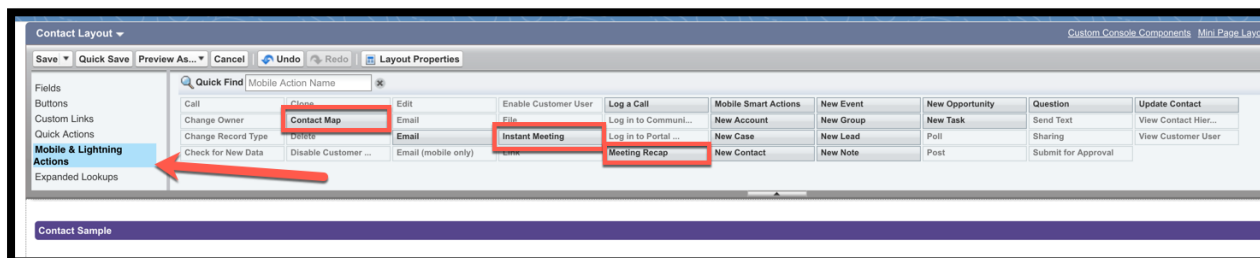 Contact Layout
Custom Console Components Mini Page Layo
Save Quick Save Preview As... Cancel Undo Redo Layout Properties
Fields
Buttons
Custom Links
Quick Actions
Mobile & Lightning
Actions
Expanded Lookups
Quick Find Mobile Action Name
Call Clone Edit Enable Customer User Log a Call Mobile Smart Actions New Event New Opportunity Question Update Contact
Change Owner Contact Map Email File Log in to Communi... New Account New Group New Task Send Text View Contact Hier...
Change Record Type Delete Email Instant Meeting Log in to Portal ... New Case New Lead Poll Sharing View Customer User
Check for New Data Disable Customer ... Email (mobile only) Link Meeting Recap New Contact New Note Post Submit for Approval
Contact Sample